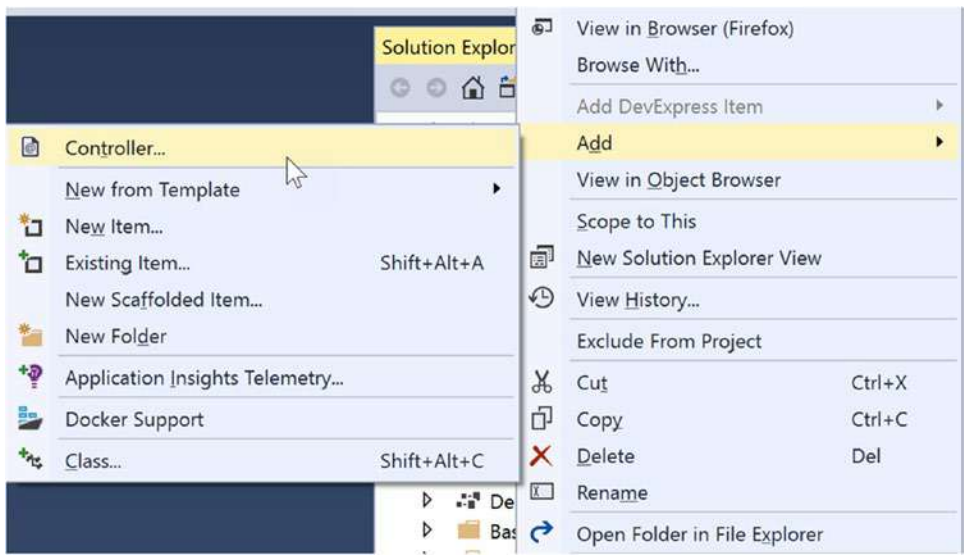 Solution Explor
View in Browser (Firefox)
Browse With...
Add DevExpress Item
Add
View in Object Browser
Scope to This
New Solution Explorer View
View History...
Exclude From Project
Cut Ctrl+X
Copy Ctrl+C
Delete Del
Rename
Open Folder in File Explorer
Controller...
New from Template
New Item...
Existing Item... Shift+Alt+A
New Scaffolded Item...
New Folder
Application Insights Telemetry...
Docker Support
Class... Shift+Alt+C
De
Bas